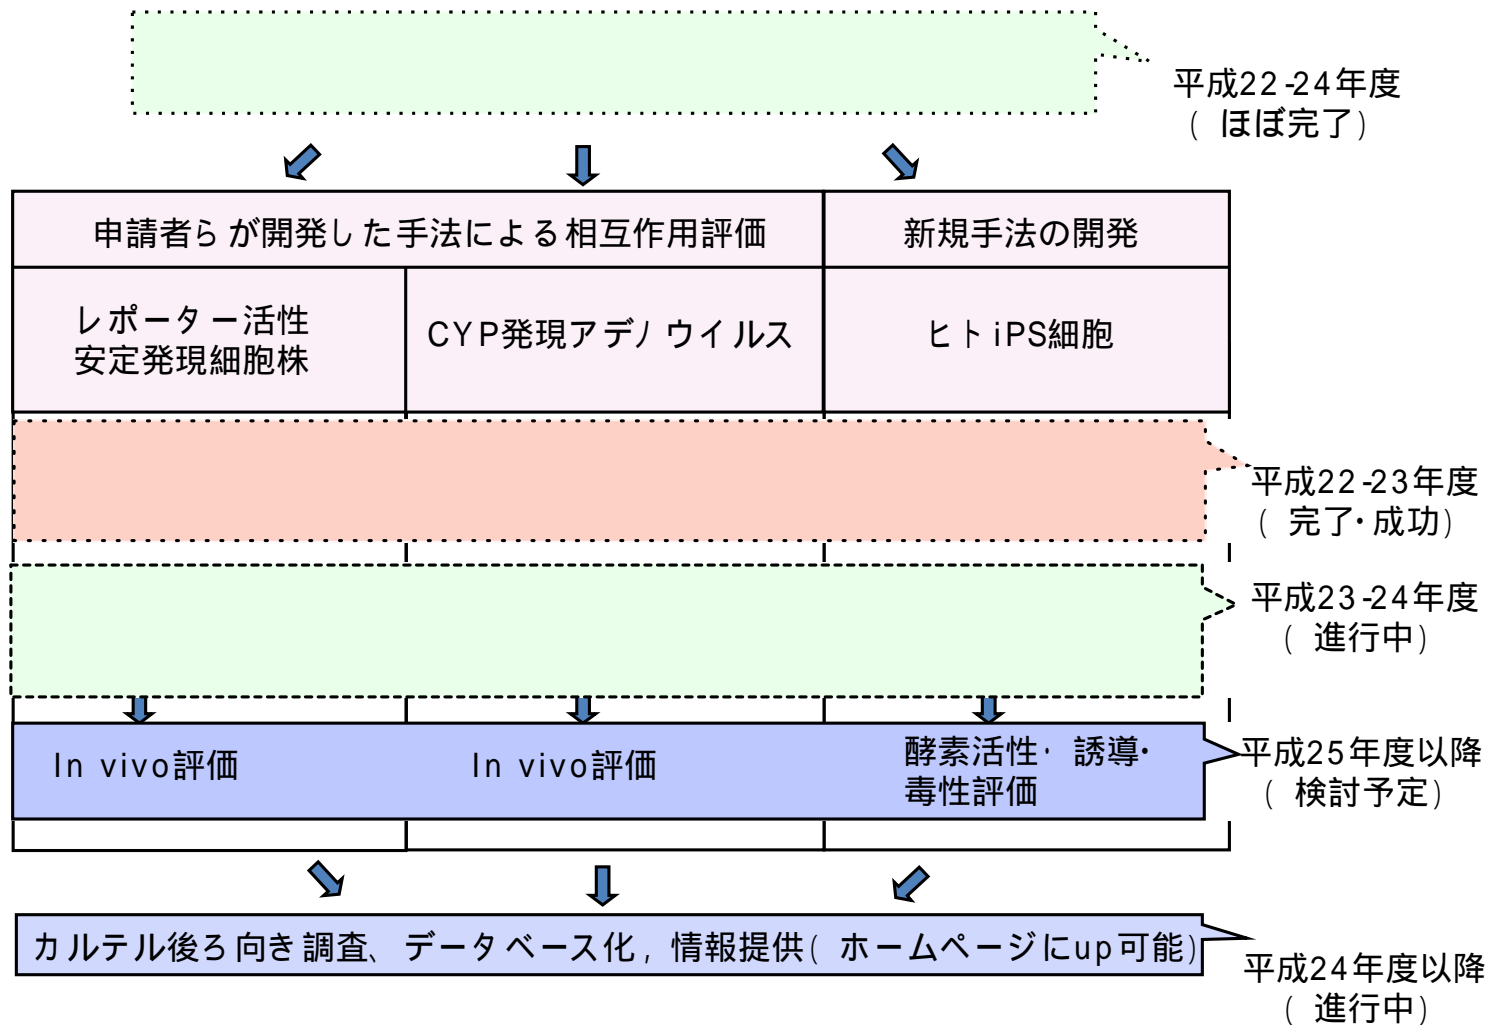 平成22-24年度
(ほぼ完了)
申請者らが開発した手法による相互作用評価
新規手法の開発
レポーター活性
安定発現細胞株
CYP発現アデノウイルス
ヒトiPS細胞
平成22-23年度
(完了・成功)
平成23-24年度
(進行中)
In vivo評価
In vivo評価
酵素活性・誘導・
毒性評価
平成25年度以降
(検討予定)
カルテル後ろ向き調査、データベース化,情報提供(ホームページにup可能)
平成24年度以降
(進行中)